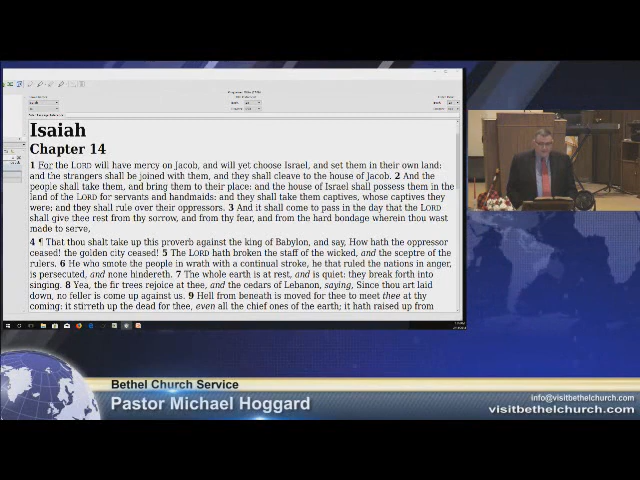 Isaiah
Chapter 14
1 For the LORD will have mercy on Jacob, and will yet choose Israel, and set them in their own land:
and the strangers shall be joined with them, and they shall cleave to the house of Jacob. 2 And the
people shall take them, and bring them to their place: and the house of Israel shall possess them in the
land of the LORD for servants and handmaids: and they shall take them captives, whose captives they
were; and they shall rule over their oppressors. 3 And it shall come to pass in the day that the LORD
shall give thee rest from thy sorrow, and from thy fear, and from the hard bondage wherein thou wast
made to serve,
4 ¶ That thou shalt take up this proverb against the king of Babylon, and say, How hath the oppressor
ceased! the golden city ceased! 5 The LORD hath broken the staff of the wicked, and the sceptre of the
rulers. 6 He who smote the people in wrath with a continual stroke, he that ruled the nations in anger,
is persecuted, and none hindereth. 7 The whole earth is at rest, and is quiet: they break forth into
singing. 8 Yea, the fir trees rejoice at thee, and the cedars of Lebanon, saying, Since thou art laid
down, no feller is come up against us. 9 Hell from beneath is moved for thee to meet thee at thy
coming: it stirreth up the dead for thee, even all the chief ones of the earth; it hath raised up from
Bethel Church Service
Pastor Michael Hoggard
info@visitbethelchurch.com
visitbethelchurch.com